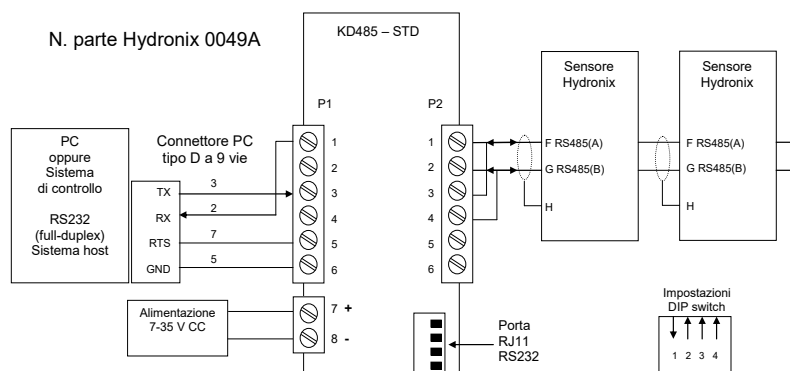 N. parte Hydronix 0049A
KD485 – STD
P1
P2
Sensore
Hydronix
Sensore
Hydronix
PC
oppure
Sistema
di controllo
RS232
(full-duplex)
Sistema host
Connettore PC
tipo D a 9 vie
TX
3
RX
2
RTS
7
GND
5
1
2
3
4
5
6
1
2
3
4
5
6
F RS485(A)
G RS485(B)
H
F RS485(A)
G RS485(B)
H
Alimentazione
7-35 V CC
7 +
8 -
Porta
RJ11
RS232
Impostazioni
DIP switch
1 2 3 4